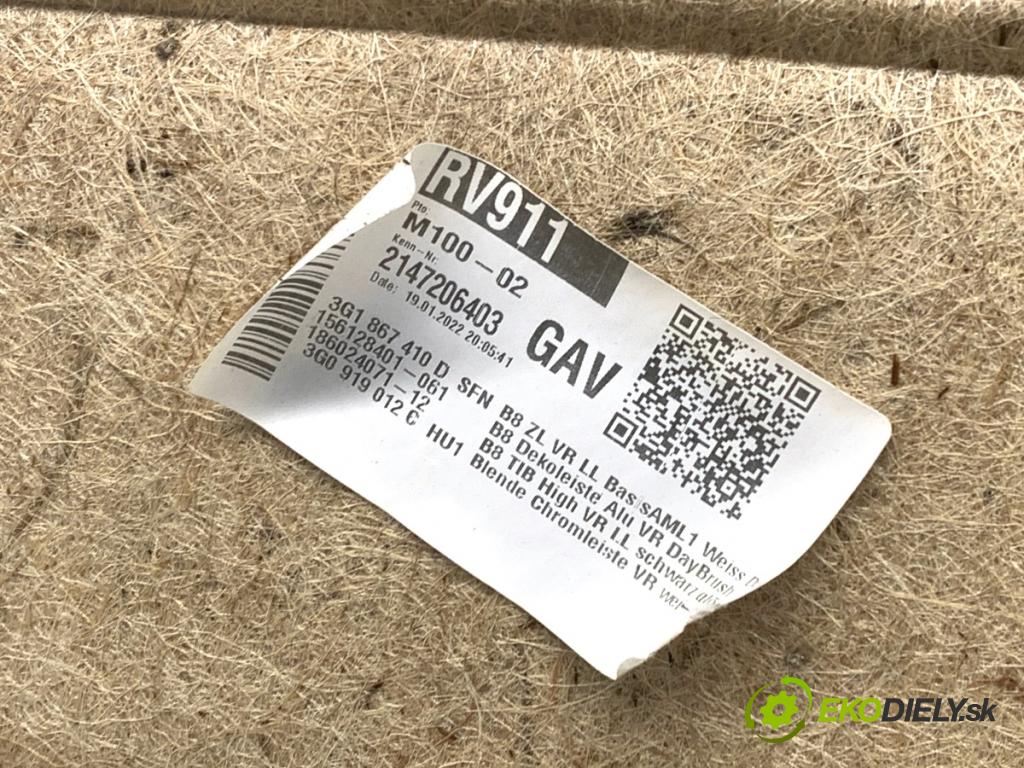 RV911
Pto:
M100-02
Kenn-Nr:
2147206403
Date: 19.01.2022 20:05:41
GAV
3G1 867 410 D SFN B8 ZL VR LL Bas/sAML1 Weiss
156128401-061 B8 Dekoleiste Alu VR DayBrush
186024071-12 B8 TIB High VR LL schwarz
3G0 919 012 C HU1 Blende Chromleiste VR
EKODIELY.sk